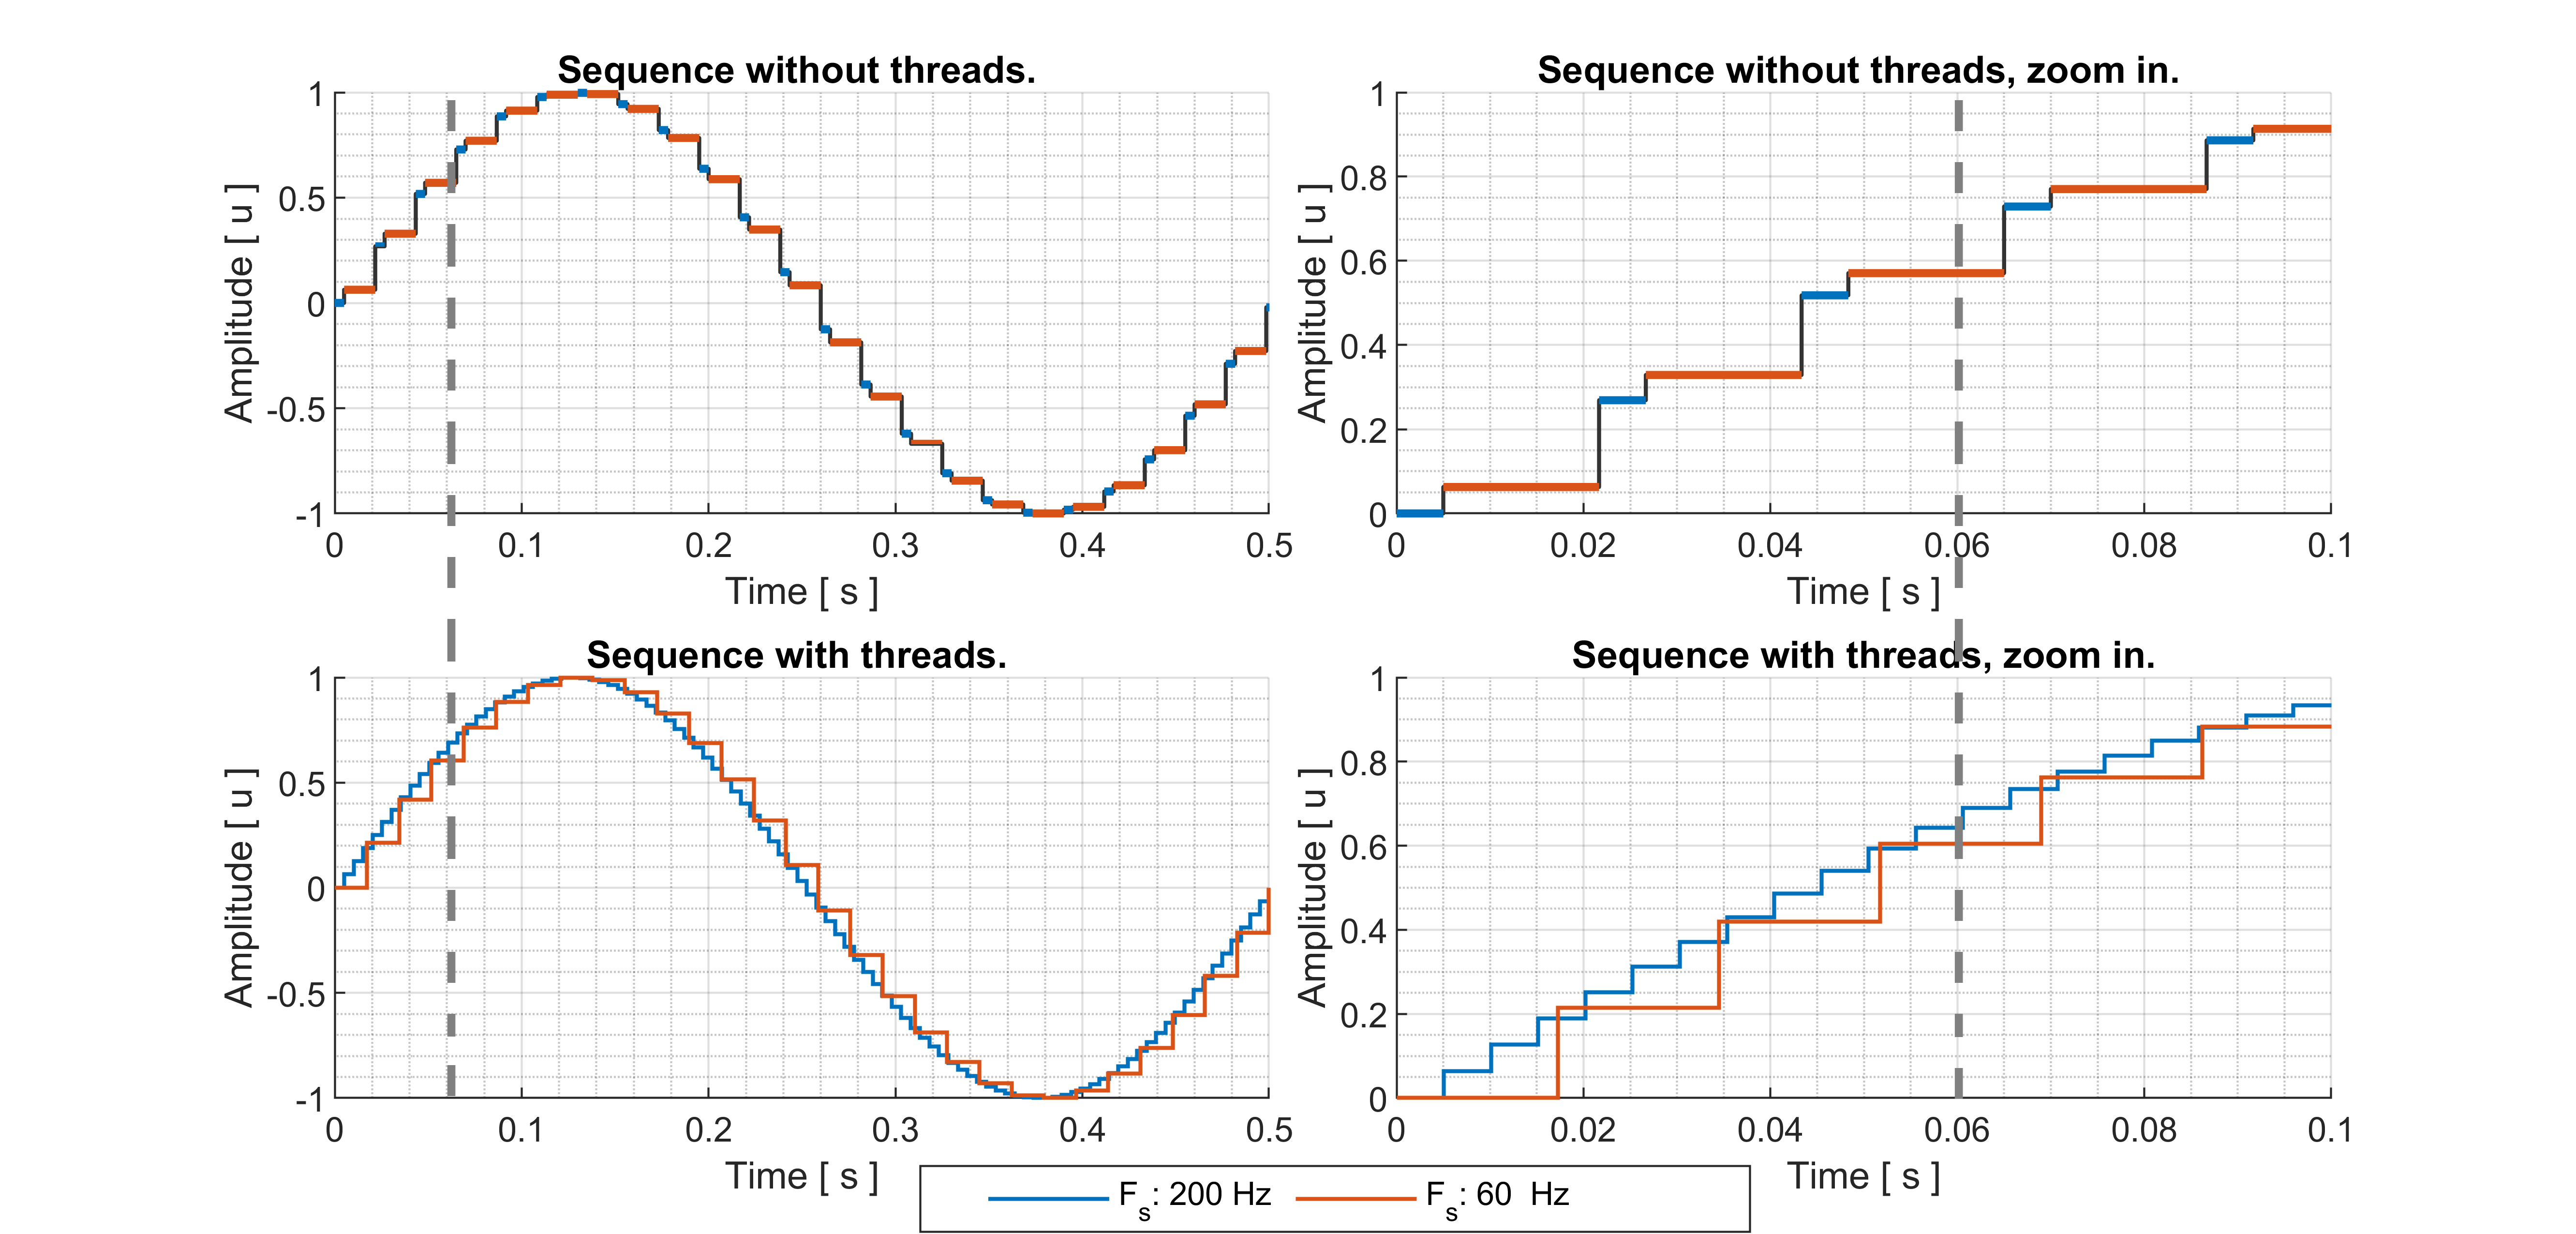 Sequence without threads.
1
0.5
0
-0.5
-1
Amplitude [ u ]
0 0.1 0.2 0.3 0.4 0.5
Time [ s ]
Sequence without threads, zoom in.
1
0.8
0.6
0.4
0.2
0
Amplitude [ u ]
0 0.02 0.04 0.06 0.08 0.1
Time [ s ]
Sequence with threads.
1
0.5
0
-0.5
-1
Amplitude [ u ]
0 0.1 0.2 0.3 0.4 0.5
Time [ s ]
Sequence with threads, zoom in.
1
0.8
0.6
0.4
0.2
0
Amplitude [ u ]
0 0.02 0.04 0.06 0.08 0.1
Time [ s ]
Fs: 200 Hz Fs: 60 Hz